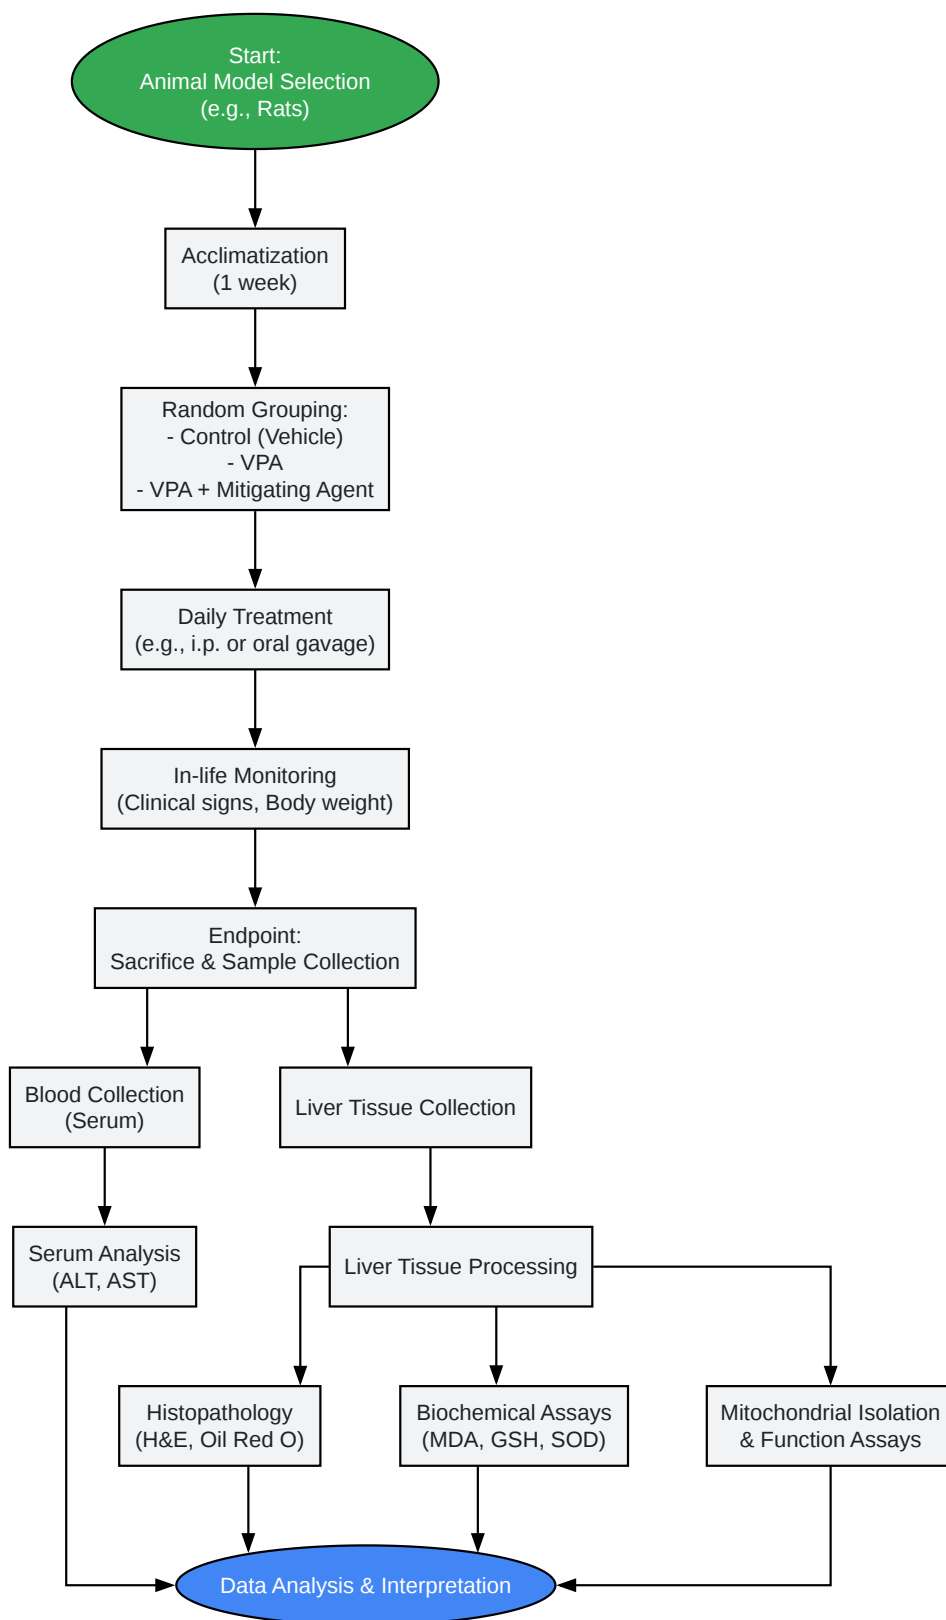 Start:
Animal Model Selection
(e.g., Rats)
Acclimatization
(1 week)
Random Grouping:
- Control (Vehicle)
- VPA
- VPA + Mitigating Agent
Daily Treatment
(e.g., i.p. or oral gavage)
In-life Monitoring
(Clinical signs, Body weight)
Endpoint:
Sacrifice & Sample Collection
Blood Collection
(Serum)
Liver Tissue Collection
Serum Analysis
(ALT, AST)
Liver Tissue Processing
Histopathology
(H&E, Oil Red O)
Biochemical Assays
(MDA, GSH, SOD)
Mitochondrial Isolation
& Function Assays
Data Analysis & Interpretation